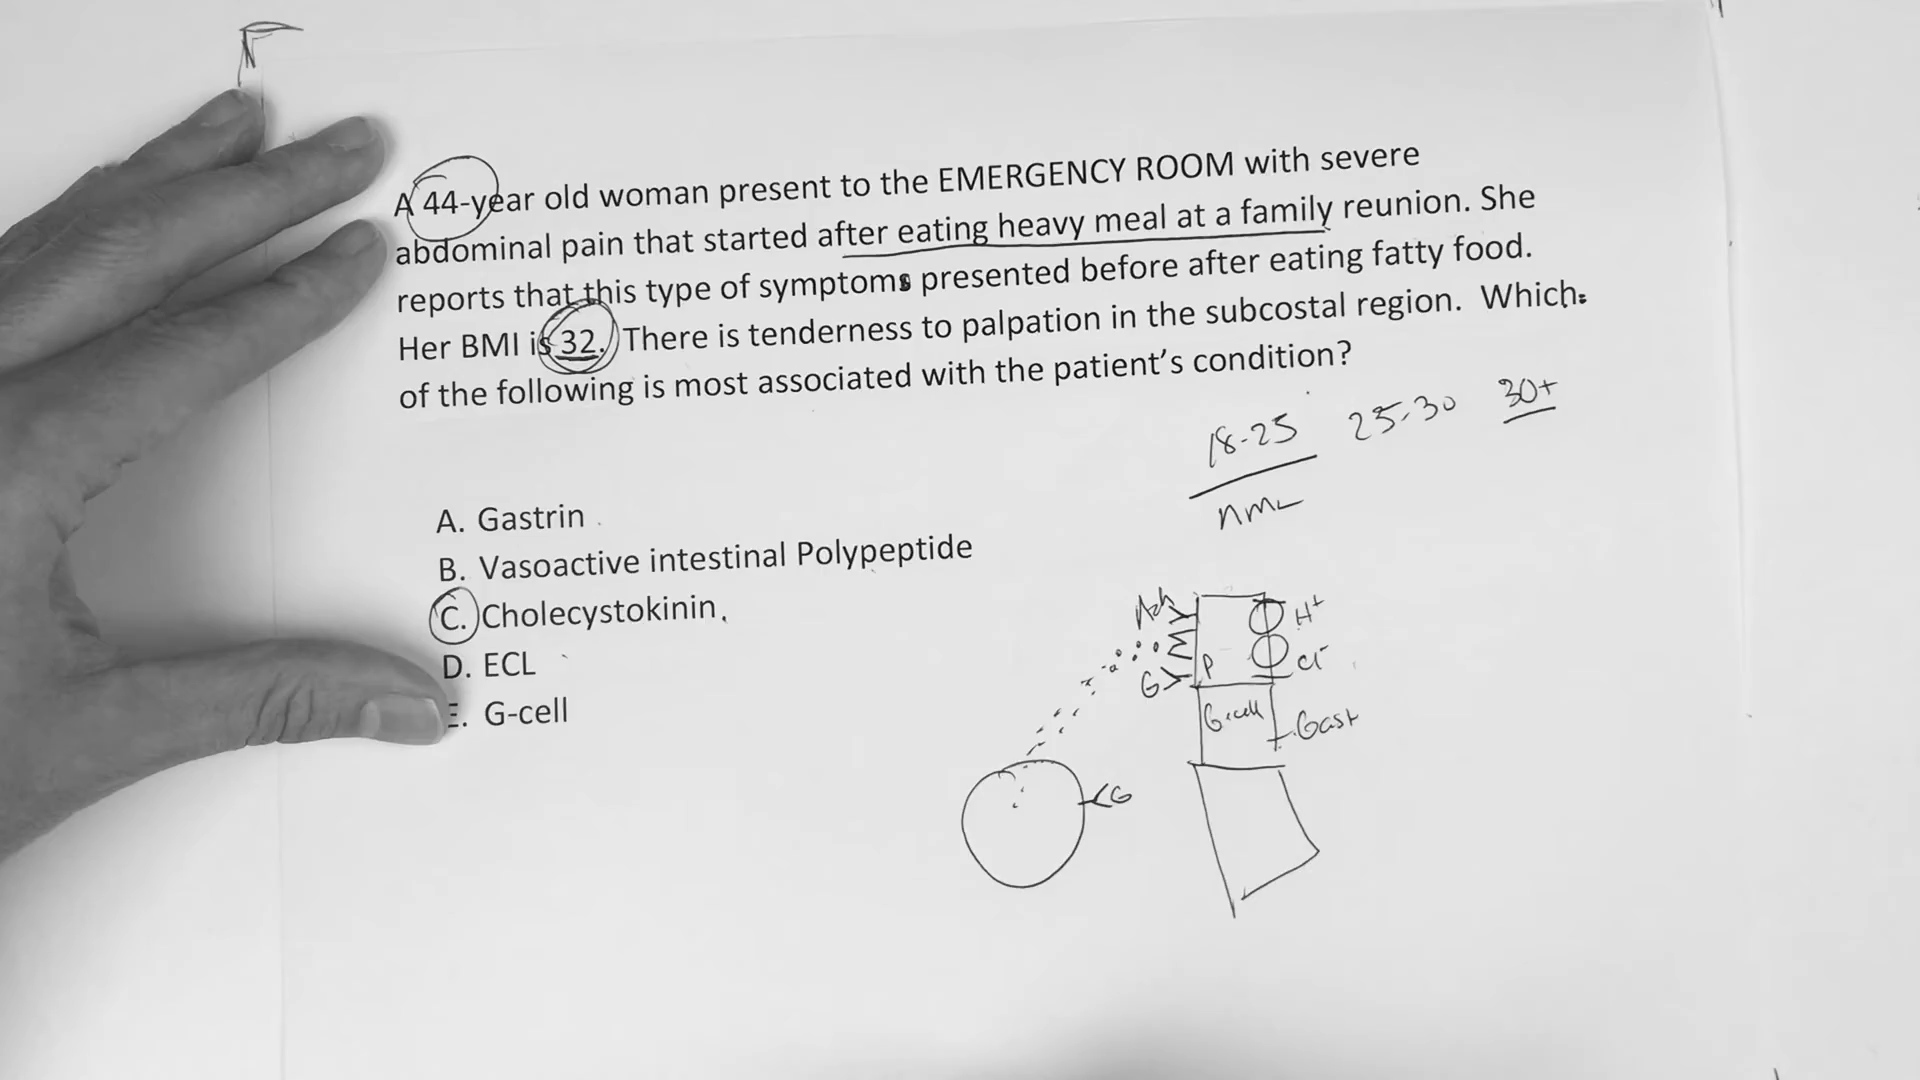 A 44-year old woman present to the EMERGENCY ROOM with severe
abdominal pain that started after eating heavy meal at a family reunion. She
reports that this type of symptoms presented before after eating fatty food.
Her BMI is 32. There is tenderness to palpation in the subcostal region. Which
of the following is most associated with the patient's condition?
18-25 25-30 30+
nmL
A. Gastrin
B. Vasoactive intestinal Polypeptide
C. Cholecystokinin
D. ECL
E. G-cell
Ach H+
M
P Cl-
G
G-cell Gast
G